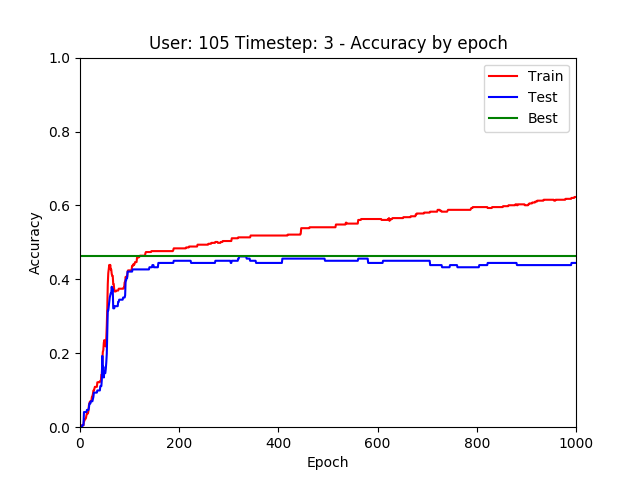 User: 105 Timestep: 3 - Accuracy by epoch
Train
Test
Best
1.0
0.8
0.6
0.4
0.2
0.0
Accuracy
0 200 400 600 800 1000
Epoch